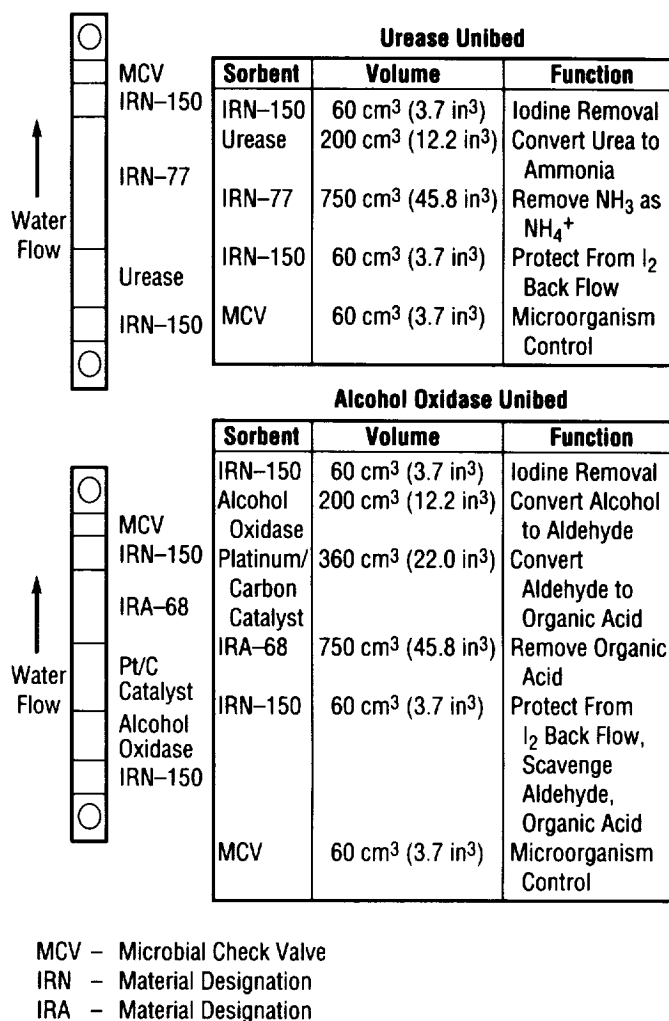 Urease Unibed
MCV
IRN–150
IRN–77
Urease
IRN–150
Water
Flow
Sorbent Volume Function
IRN–150 60 cm³ (3.7 in³) Iodine Removal
Urease 200 cm³ (12.2 in³) Convert Urea to
Ammonia
IRN–77 750 cm³ (45.8 in³) Remove NH₃ as
NH₄⁺
IRN–150 60 cm³ (3.7 in³) Protect From I₂
Back Flow
MCV 60 cm³ (3.7 in³) Microorganism
Control
Alcohol Oxidase Unibed
MCV
IRN–150
IRA–68
Pt/C
Catalyst
Alcohol
Oxidase
IRN–150
Water
Flow
Sorbent Volume Function
IRN–150 60 cm³ (3.7 in³) Iodine Removal
Alcohol 200 cm³ (12.2 in³) Convert Alcohol
Oxidase to Aldehyde
Platinum/ 360 cm³ (22.0 in³) Convert
Carbon Aldehyde to
Catalyst Organic Acid
IRA–68 750 cm³ (45.8 in³) Remove Organic
Acid
IRN–150 60 cm³ (3.7 in³) Protect From
I₂ Back Flow,
Scavenge
Aldehyde,
Organic Acid
MCV 60 cm³ (3.7 in³) Microorganism
Control
MCV – Microbial Check Valve
IRN – Material Designation
IRA – Material Designation